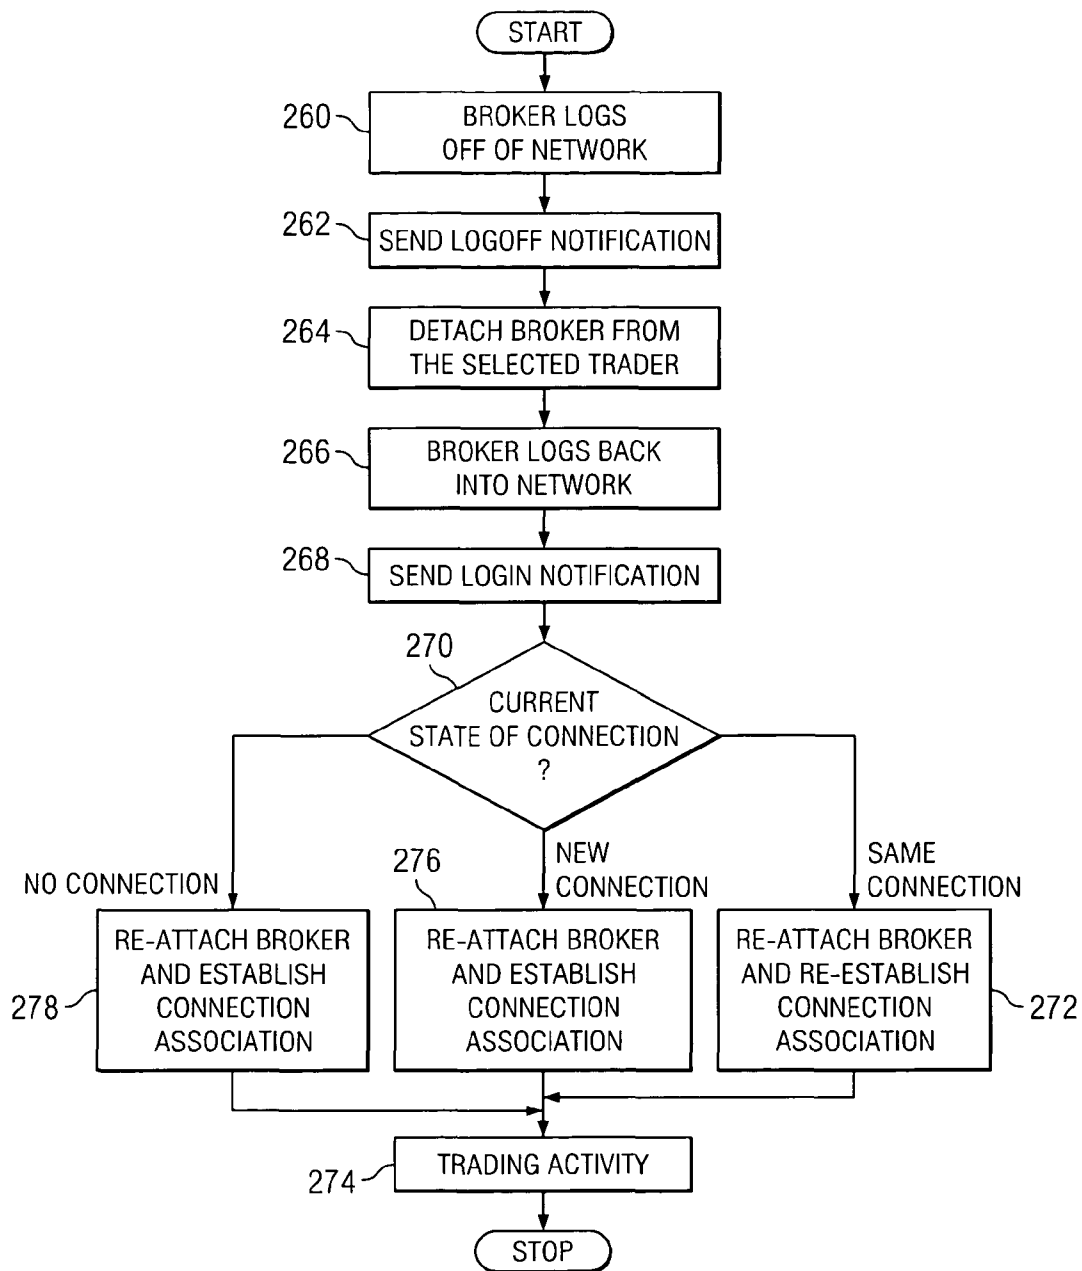 START
260
BROKER LOGS
OFF OF NETWORK
262
SEND LOGOFF NOTIFICATION
264
DETACH BROKER FROM
THE SELECTED TRADER
266
BROKER LOGS BACK
INTO NETWORK
268
SEND LOGIN NOTIFICATION
270
CURRENT
STATE OF CONNECTION
?
NO CONNECTION
276
NEW
CONNECTION
SAME
CONNECTION
278
RE-ATTACH BROKER
AND ESTABLISH
CONNECTION
ASSOCIATION
RE-ATTACH BROKER
AND ESTABLISH
CONNECTION
ASSOCIATION
RE-ATTACH BROKER
AND RE-ESTABLISH
CONNECTION
ASSOCIATION
272
274
TRADING ACTIVITY
STOP